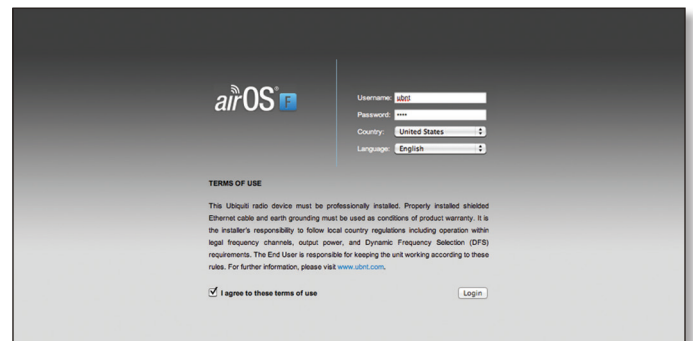 airOS® F
Username: ubnt
Password: ••••
Country: United States
Language: English
TERMS OF USE
This Ubiquiti radio device must be professionally installed. Properly installed shielded
Ethernet cable and earth grounding must be used as conditions of product warranty. It is
the installer's responsibility to follow local country regulations including operation within
legal frequency channels, output power, and Dynamic Frequency Selection (DFS)
requirements. The End User is responsible for keeping the unit working according to these
rules. For further information, please visit www.ubnt.com.
I agree to these terms of use
Login